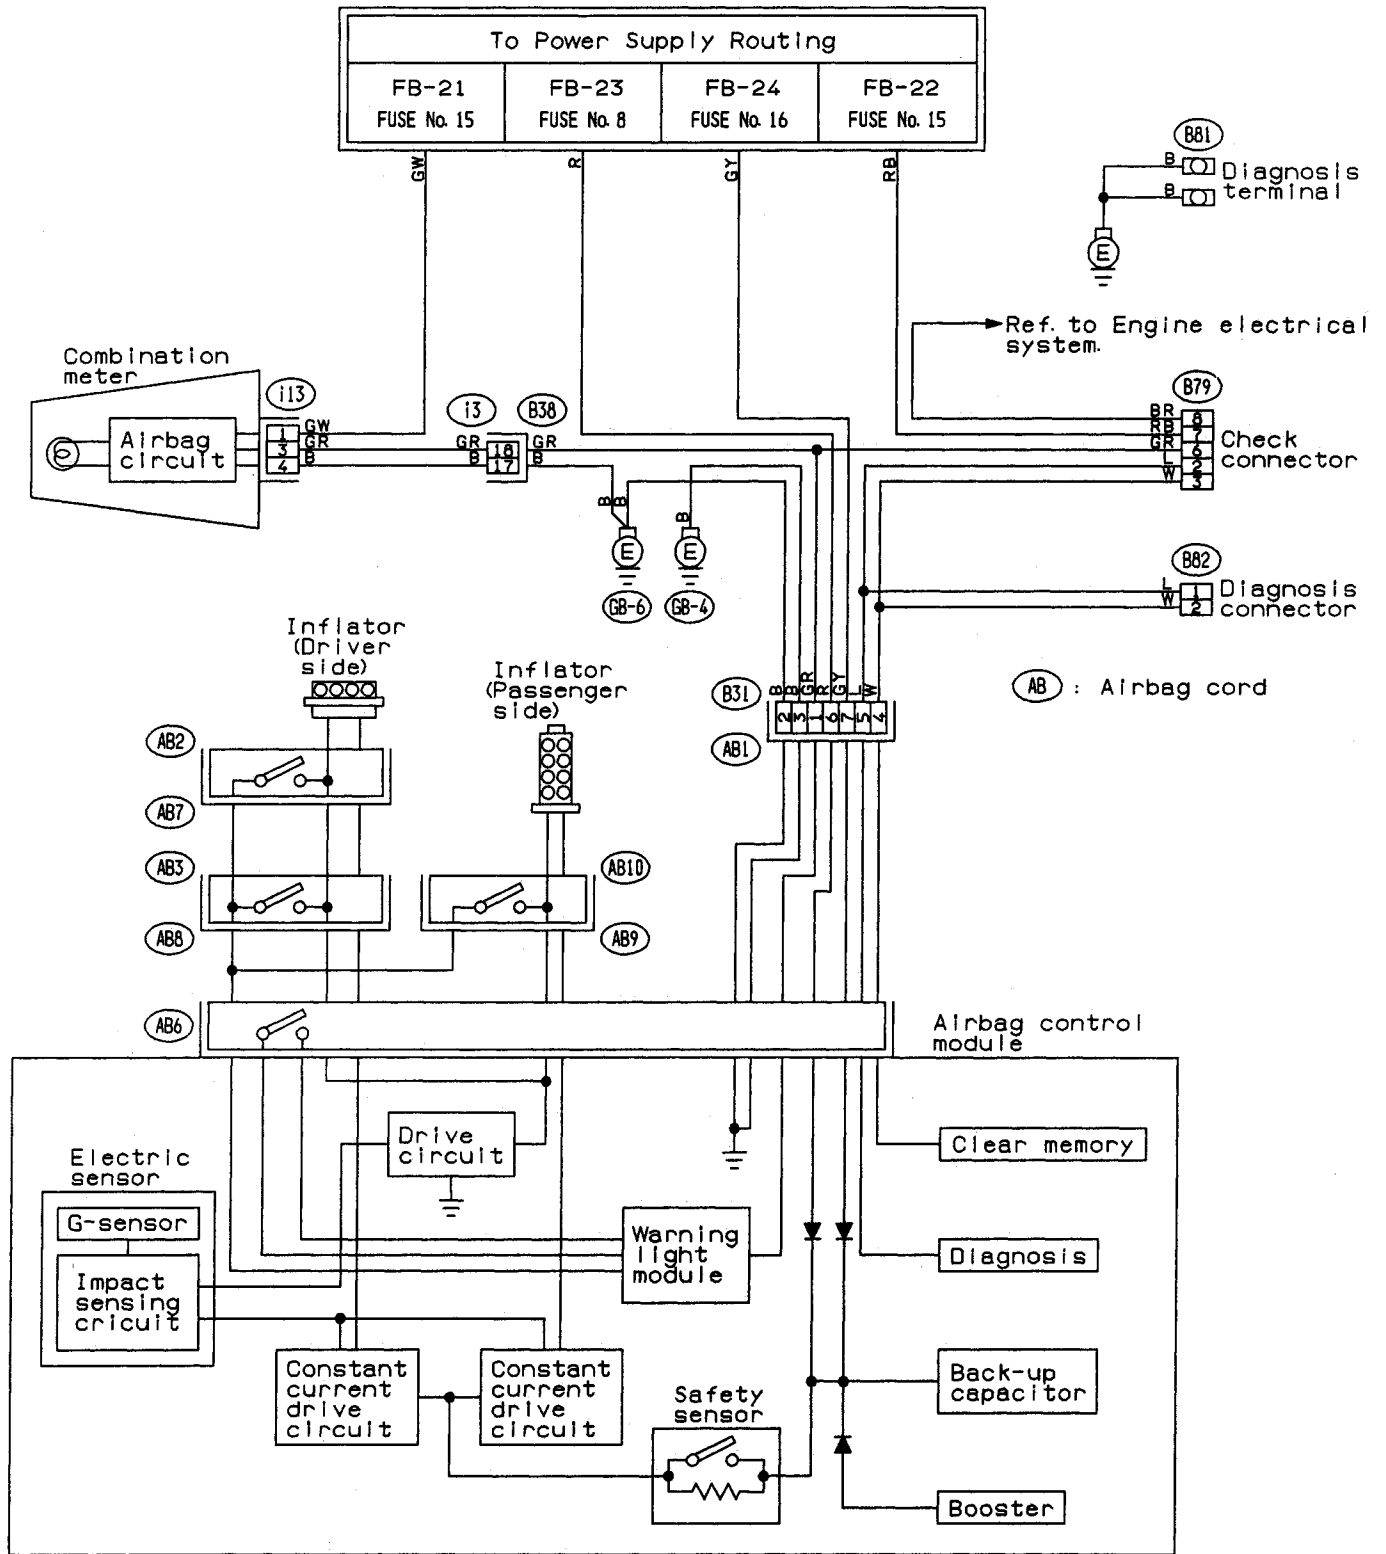 To Power Supply Routing
FB-21
FUSE No. 15
FB-23
FUSE No. 8
FB-24
FUSE No. 16
FB-22
FUSE No. 15
GW
R
GY
RB
B81
B
B
Diagnosis
terminal
E
Ref. to Engine electrical
system.
Combination
meter
Airbag
circuit
i13
1
3
4
GW
GR
B
i3
B38
GR
B
18
17
GR
B
B79
BR
RB
GR
L
W
8
7
6
2
3
Check
connector
B
B
B
E
E
GB-6
GB-4
B82
L
W
1
2
Diagnosis
connector
Inflator
(Driver
side)
Inflator
(Passenger
side)
B31
B
B
GR
R
GY
L
W
2
3
1
6
7
5
4
AB1
AB : Airbag cord
AB2
AB7
AB3
AB8
AB10
AB9
AB6
Airbag control
module
Drive
circuit
Clear memory
Electric
sensor
G-sensor
Impact
sensing
cricuit
Warning
light
module
Diagnosis
Constant
current
drive
circuit
Constant
current
drive
circuit
Safety
sensor
Back-up
capacitor
Booster